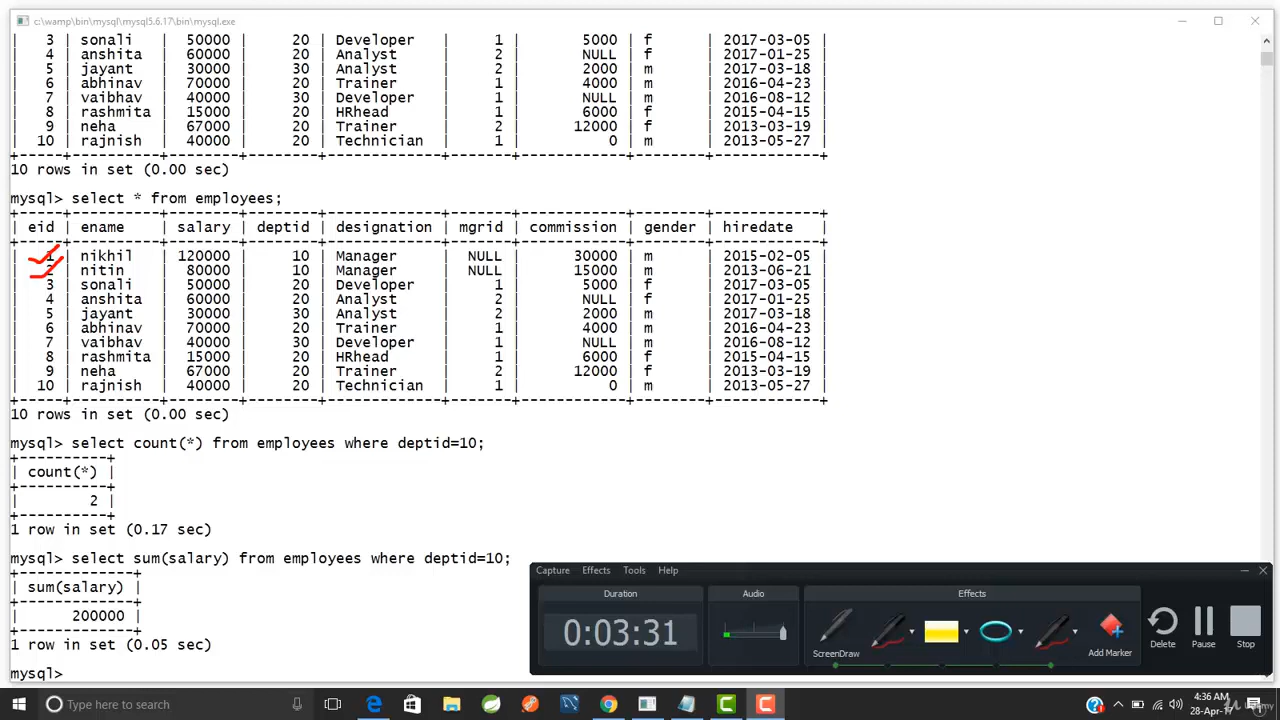 c:\wamp\bin\mysql\mysql5.6.17\bin\mysql.exe
|   3 | sonali   |  50000 |     20 | Developer   |     1 |       5000 | f      | 2017-03-05 |
|   4 | anshita  |  60000 |     20 | Analyst     |     2 |       NULL | f      | 2017-01-25 |
|   5 | jayant   |  30000 |     30 | Analyst     |     2 |       2000 | m      | 2017-03-18 |
|   6 | abhinav  |  70000 |     20 | Trainer     |     1 |       4000 | m      | 2016-04-23 |
|   7 | vaibhav  |  40000 |     30 | Developer   |     1 |       NULL | m      | 2016-08-12 |
|   8 | rashmita |  15000 |     20 | HRhead      |     1 |       6000 | f      | 2015-04-15 |
|   9 | neha     |  67000 |     20 | Trainer     |     2 |      12000 | f      | 2013-03-19 |
|  10 | rajnish  |  40000 |     20 | Technician  |     1 |          0 | m      | 2013-05-27 |
+-----+----------+--------+--------+-------------+-------+------------+--------+------------+
10 rows in set (0.00 sec)
mysql> select * from employees;
+-----+----------+--------+--------+-------------+-------+------------+--------+------------+
| eid | ename    | salary | deptid | designation | mgrid | commission | gender | hiredate   |
+-----+----------+--------+--------+-------------+-------+------------+--------+------------+
|   1 | nikhil   | 120000 |     10 | Manager     |  NULL |      30000 | m      | 2015-02-05 |
|   2 | nitin    |  80000 |     10 | Manager     |  NULL |      15000 | m      | 2013-06-21 |
|   3 | sonali   |  50000 |     20 | Developer   |     1 |       5000 | f      | 2017-03-05 |
|   4 | anshita  |  60000 |     20 | Analyst     |     2 |       NULL | f      | 2017-01-25 |
|   5 | jayant   |  30000 |     30 | Analyst     |     2 |       2000 | m      | 2017-03-18 |
|   6 | abhinav  |  70000 |     20 | Trainer     |     1 |       4000 | m      | 2016-04-23 |
|   7 | vaibhav  |  40000 |     30 | Developer   |     1 |       NULL | m      | 2016-08-12 |
|   8 | rashmita |  15000 |     20 | HRhead      |     1 |       6000 | f      | 2015-04-15 |
|   9 | neha     |  67000 |     20 | Trainer     |     2 |      12000 | f      | 2013-03-19 |
|  10 | rajnish  |  40000 |     20 | Technician  |     1 |          0 | m      | 2013-05-27 |
+-----+----------+--------+--------+-------------+-------+------------+--------+------------+
10 rows in set (0.00 sec)
mysql> select count(*) from employees where deptid=10;
+----------+
| count(*) |
+----------+
|        2 |
+----------+
1 row in set (0.17 sec)
mysql> select sum(salary) from employees where deptid=10;
+-------------+
| sum(salary) |
+-------------+
|      200000 |
+-------------+
1 row in set (0.05 sec)
mysql>
Capture Effects Tools Help
Duration Audio Effects
0:03:31
ScreenDraw Add Marker Delete Pause Stop
Type here to search
4:36 AM
28-Apr-17
Udemy